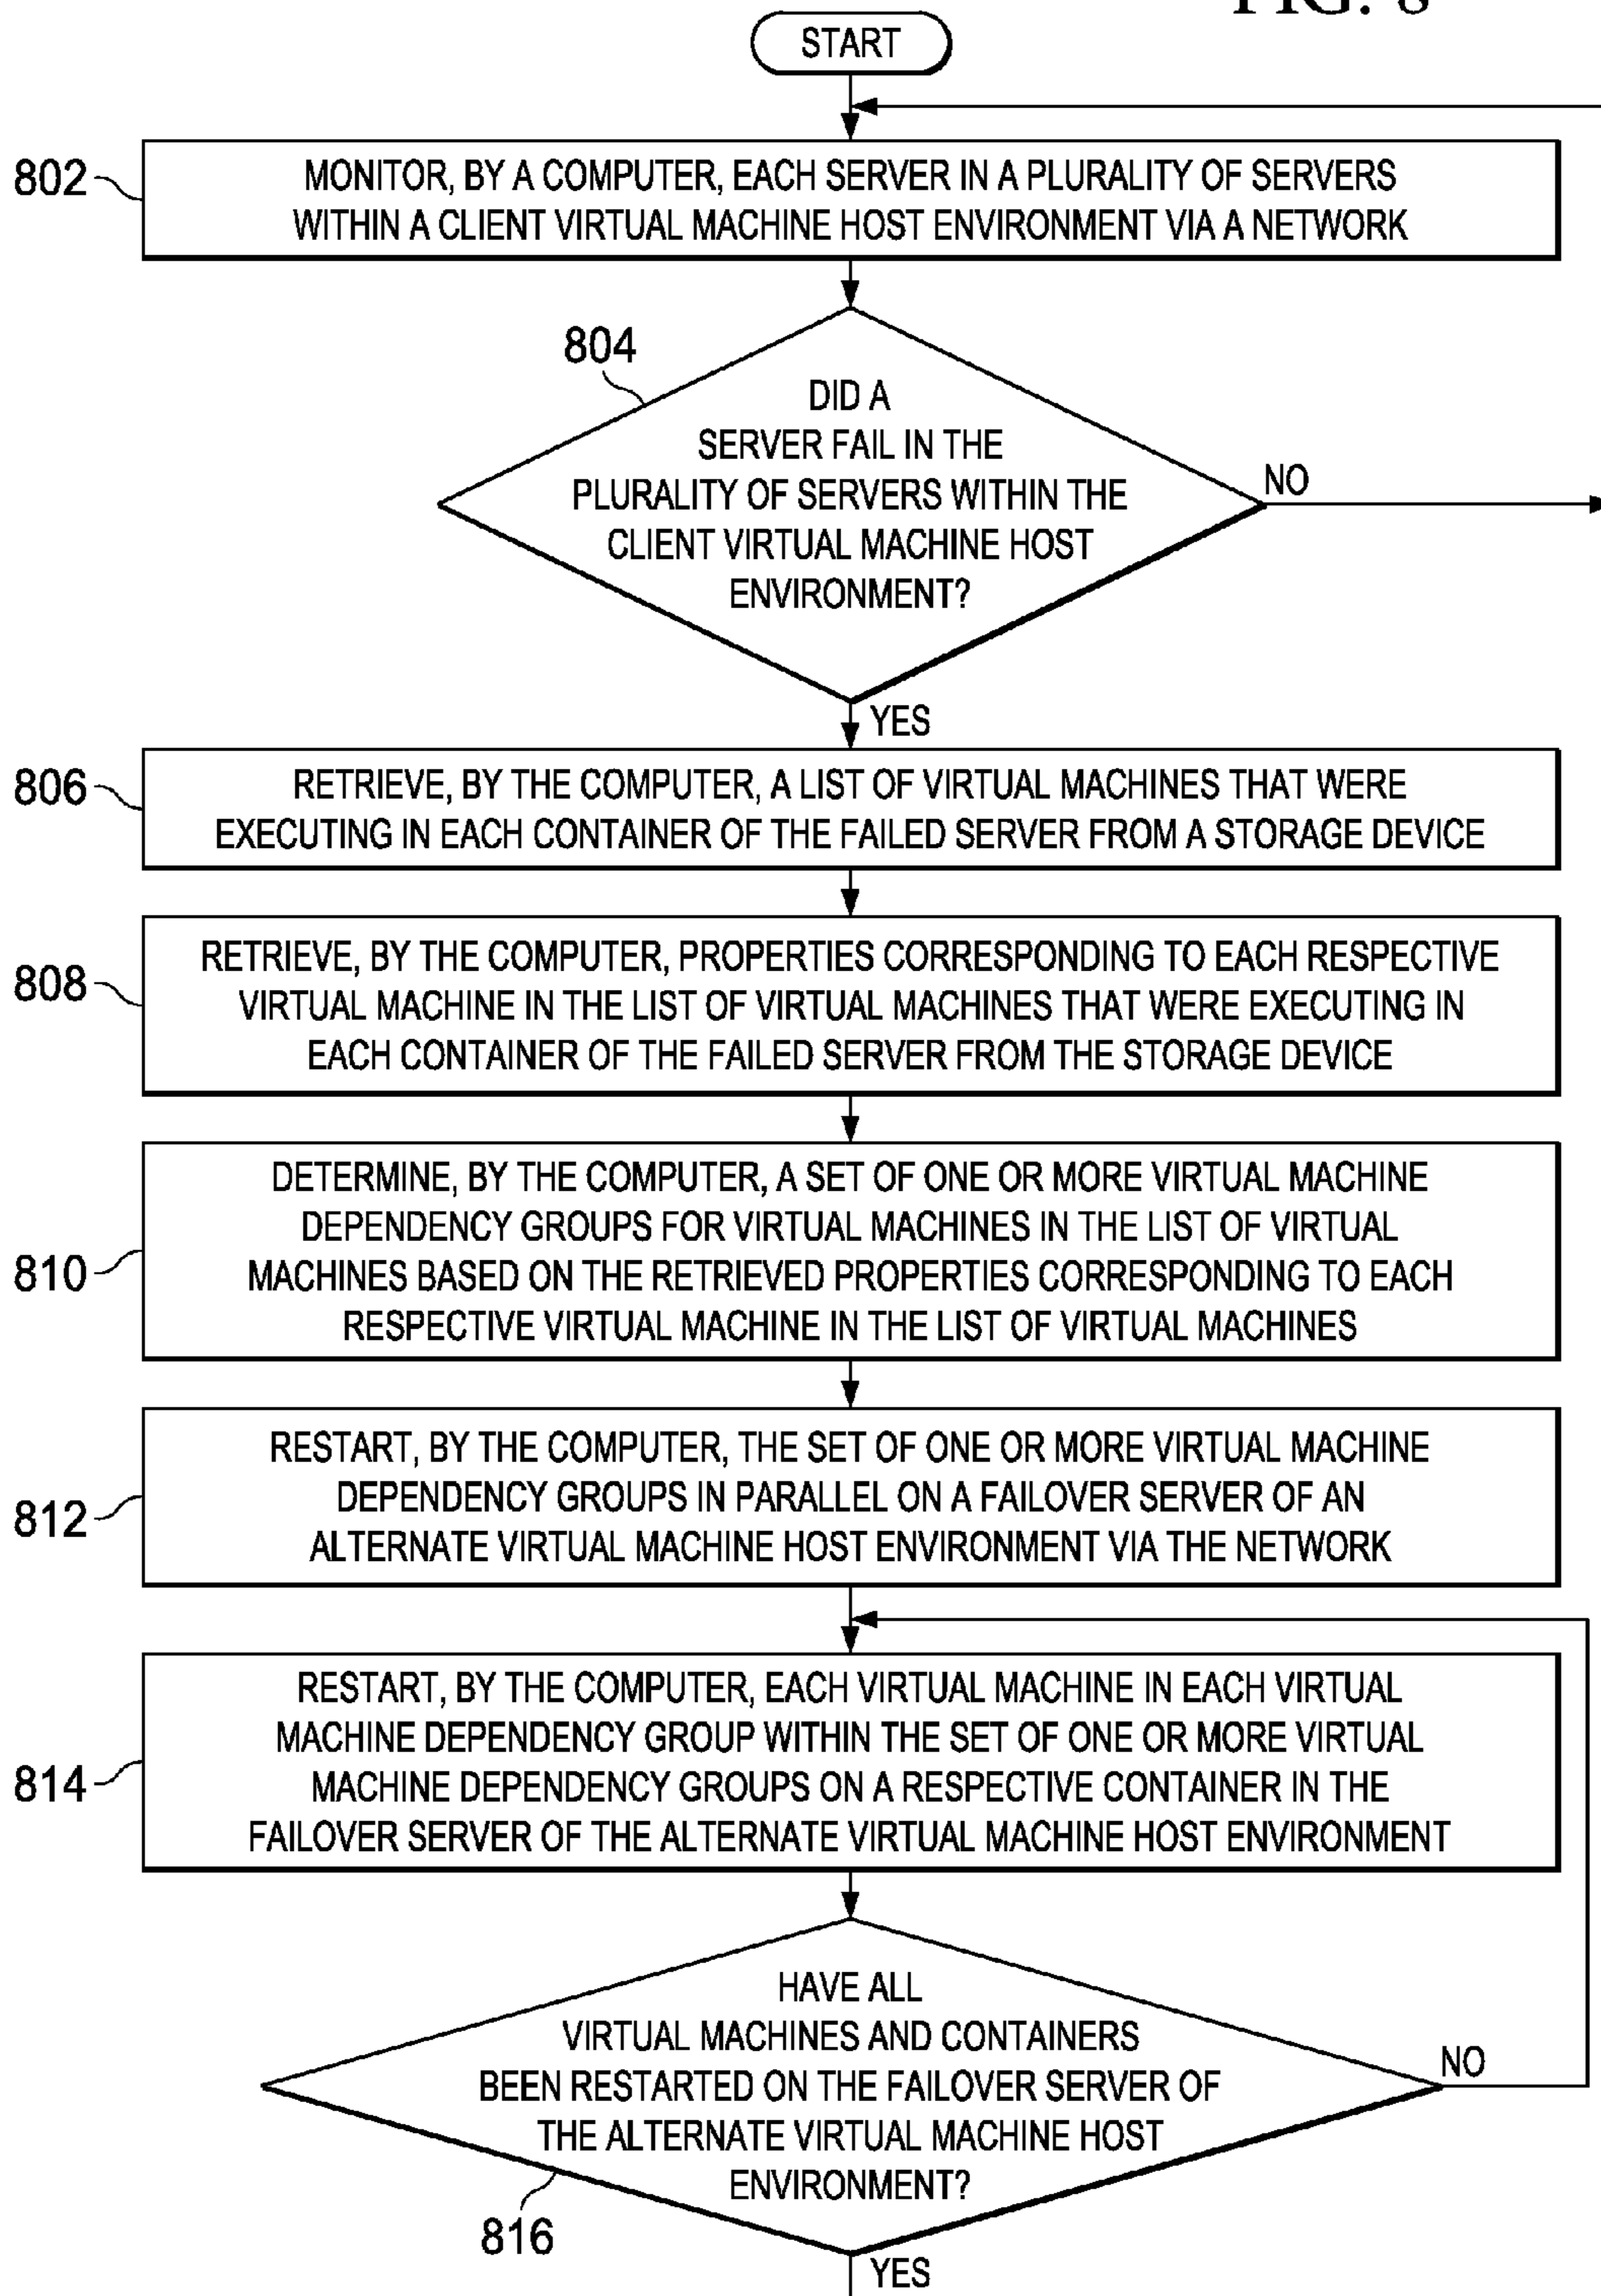 FIG. 8
START
802
MONITOR, BY A COMPUTER, EACH SERVER IN A PLURALITY OF SERVERS
WITHIN A CLIENT VIRTUAL MACHINE HOST ENVIRONMENT VIA A NETWORK
804
DID A
SERVER FAIL IN THE
PLURALITY OF SERVERS WITHIN THE
CLIENT VIRTUAL MACHINE HOST
ENVIRONMENT?
NO
YES
806
RETRIEVE, BY THE COMPUTER, A LIST OF VIRTUAL MACHINES THAT WERE
EXECUTING IN EACH CONTAINER OF THE FAILED SERVER FROM A STORAGE DEVICE
808
RETRIEVE, BY THE COMPUTER, PROPERTIES CORRESPONDING TO EACH RESPECTIVE
VIRTUAL MACHINE IN THE LIST OF VIRTUAL MACHINES THAT WERE EXECUTING IN
EACH CONTAINER OF THE FAILED SERVER FROM THE STORAGE DEVICE
810
DETERMINE, BY THE COMPUTER, A SET OF ONE OR MORE VIRTUAL MACHINE
DEPENDENCY GROUPS FOR VIRTUAL MACHINES IN THE LIST OF VIRTUAL
MACHINES BASED ON THE RETRIEVED PROPERTIES CORRESPONDING TO EACH
RESPECTIVE VIRTUAL MACHINE IN THE LIST OF VIRTUAL MACHINES
812
RESTART, BY THE COMPUTER, THE SET OF ONE OR MORE VIRTUAL MACHINE
DEPENDENCY GROUPS IN PARALLEL ON A FAILOVER SERVER OF AN
ALTERNATE VIRTUAL MACHINE HOST ENVIRONMENT VIA THE NETWORK
814
RESTART, BY THE COMPUTER, EACH VIRTUAL MACHINE IN EACH VIRTUAL
MACHINE DEPENDENCY GROUP WITHIN THE SET OF ONE OR MORE VIRTUAL
MACHINE DEPENDENCY GROUPS ON A RESPECTIVE CONTAINER IN THE
FAILOVER SERVER OF THE ALTERNATE VIRTUAL MACHINE HOST ENVIRONMENT
HAVE ALL
VIRTUAL MACHINES AND CONTAINERS
BEEN RESTARTED ON THE FAILOVER SERVER OF
THE ALTERNATE VIRTUAL MACHINE HOST
ENVIRONMENT?
NO
816
YES